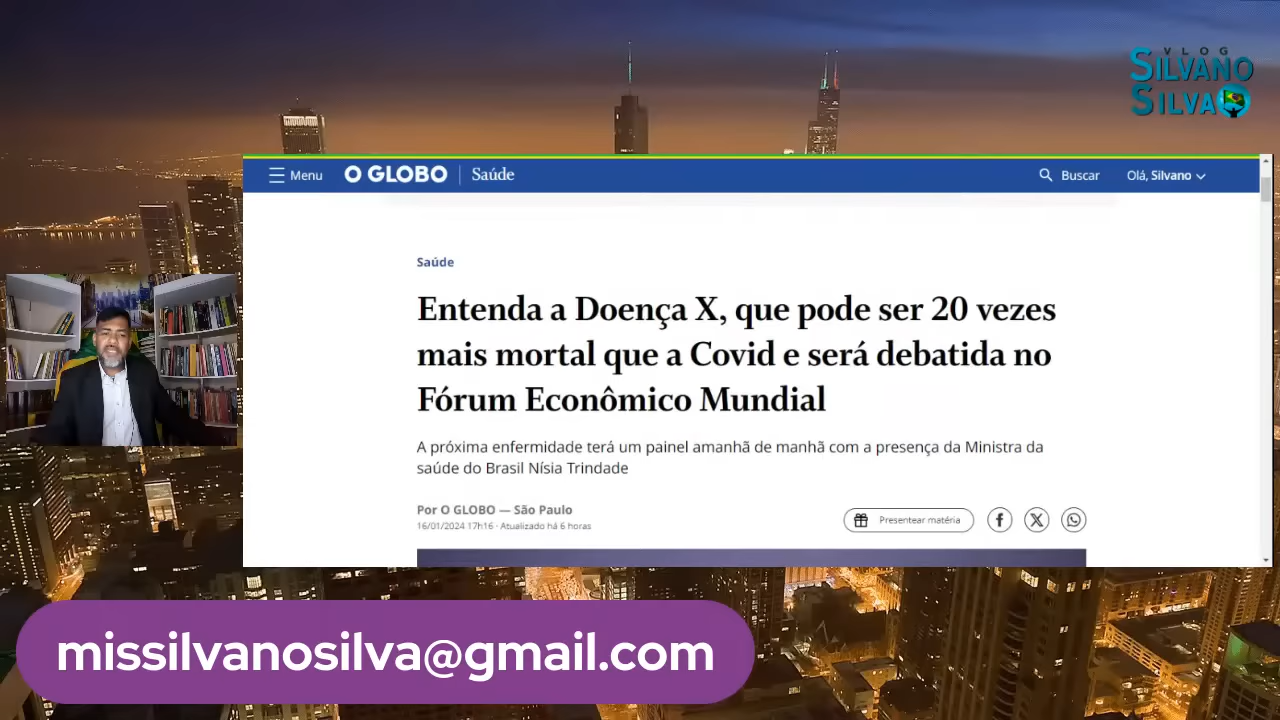 VLOG
SILVANO
SILVA
Menu
O GLOBO
Saúde
Buscar
Olá, Silvano
Saúde
Entenda a Doença X, que pode ser 20 vezes
mais mortal que a Covid e será debatida no
Fórum Econômico Mundial
A próxima enfermidade terá um painel amanhã de manhã com a presença da Ministra da
saúde do Brasil Nísia Trindade
Por O GLOBO — São Paulo
16/01/2024 17h16 · Atualizado há 6 horas
Presentear matéria
missilvanosilva@gmail.com